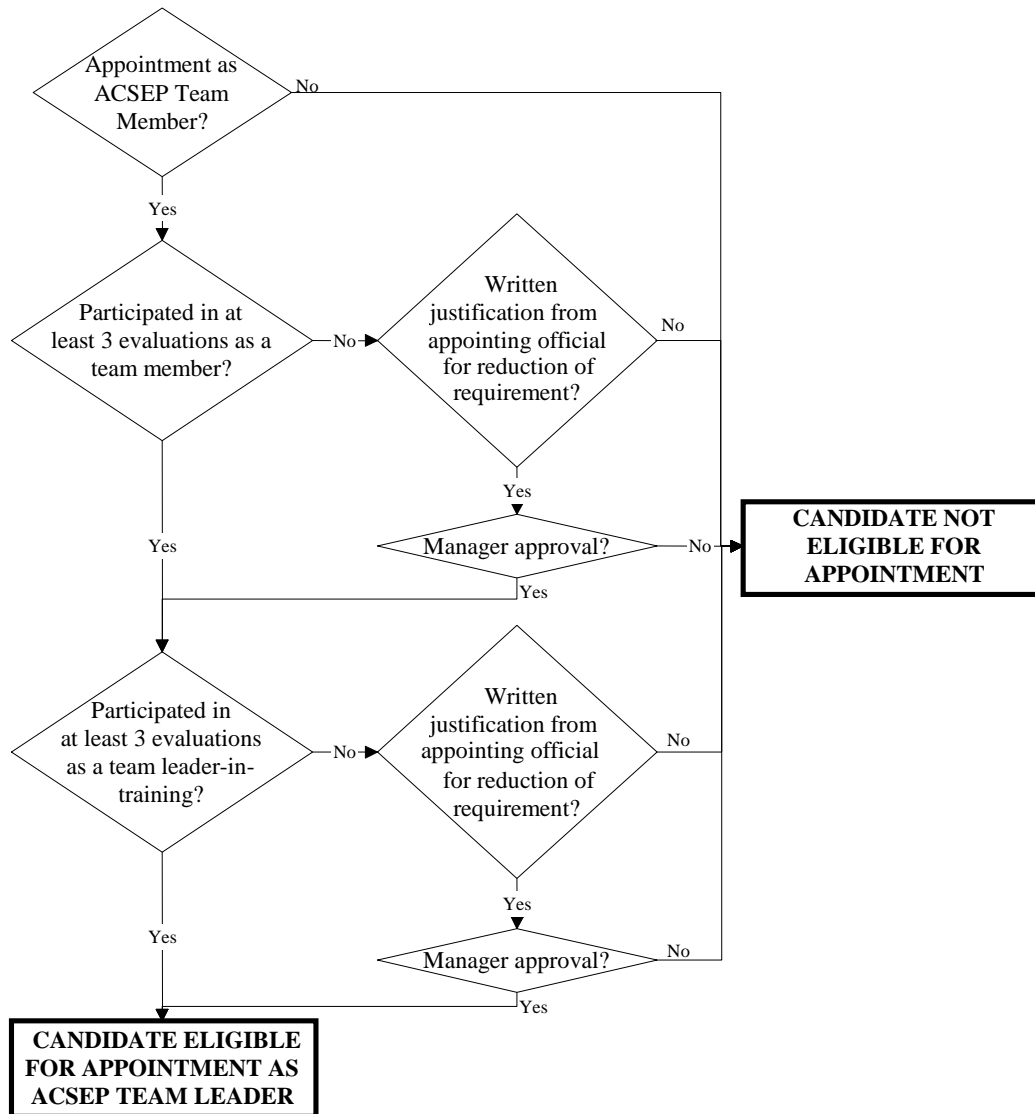 Appointment as
ACSEP Team
Member?
No
Yes
Participated in at
least 3 evaluations as a
team member?
No
Written
justification from
appointing official
for reduction of
requirement?
No
Yes
Yes
Manager approval?
No
Yes
CANDIDATE NOT
ELIGIBLE FOR
APPOINTMENT
Participated in
at least 3 evaluations
as a team leader-in-
training?
No
Written
justification from
appointing official
for reduction of
requirement?
No
Yes
Yes
Manager approval?
No
Yes
CANDIDATE ELIGIBLE
FOR APPOINTMENT AS
ACSEP TEAM LEADER